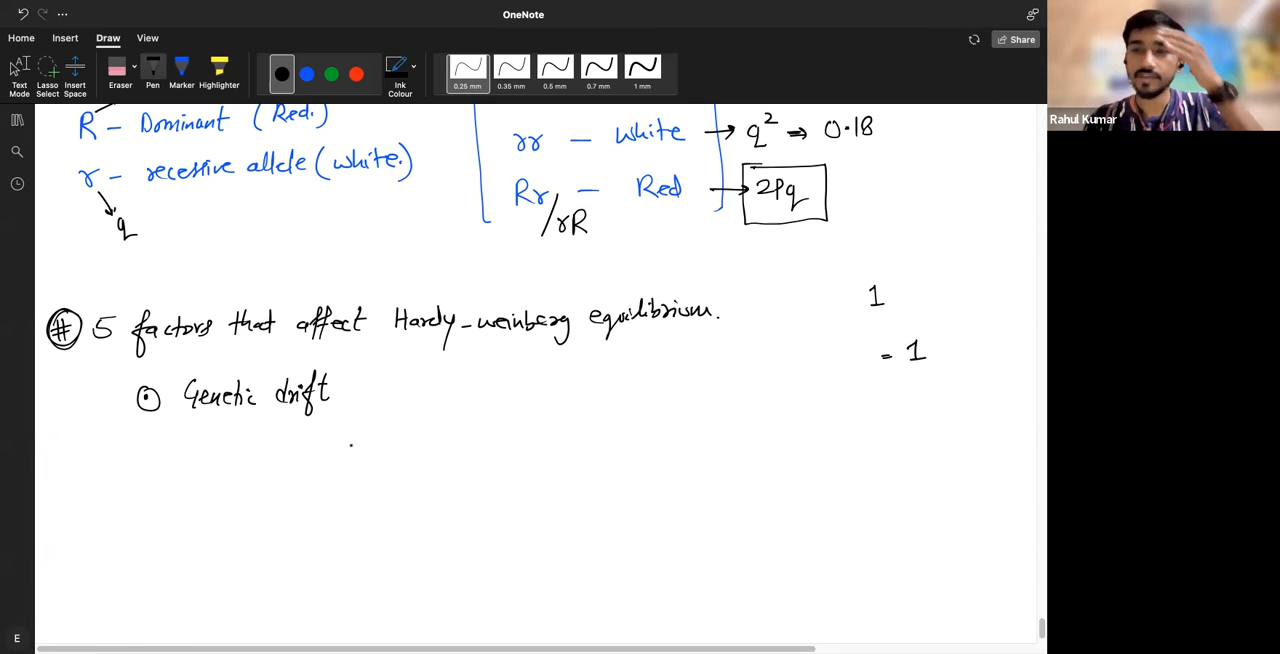 OneNote
Home Insert Draw View
Share
Text Mode
Lasso Select
Insert Space
Eraser
Pen
Marker
Highlighter
Ink Colour
0.25 mm
0.35 mm
0.5 mm
0.7 mm
1 mm
Rahul Kumar
R - Dominant (Red.)
r - recessive allele (white.)
q
rr - white → q² → 0.18
Rr - Red → 2Pq
/rR
# 5 factors that affect Hardy-weinberg equilibrium.
1
= 1
Genetic drift
E